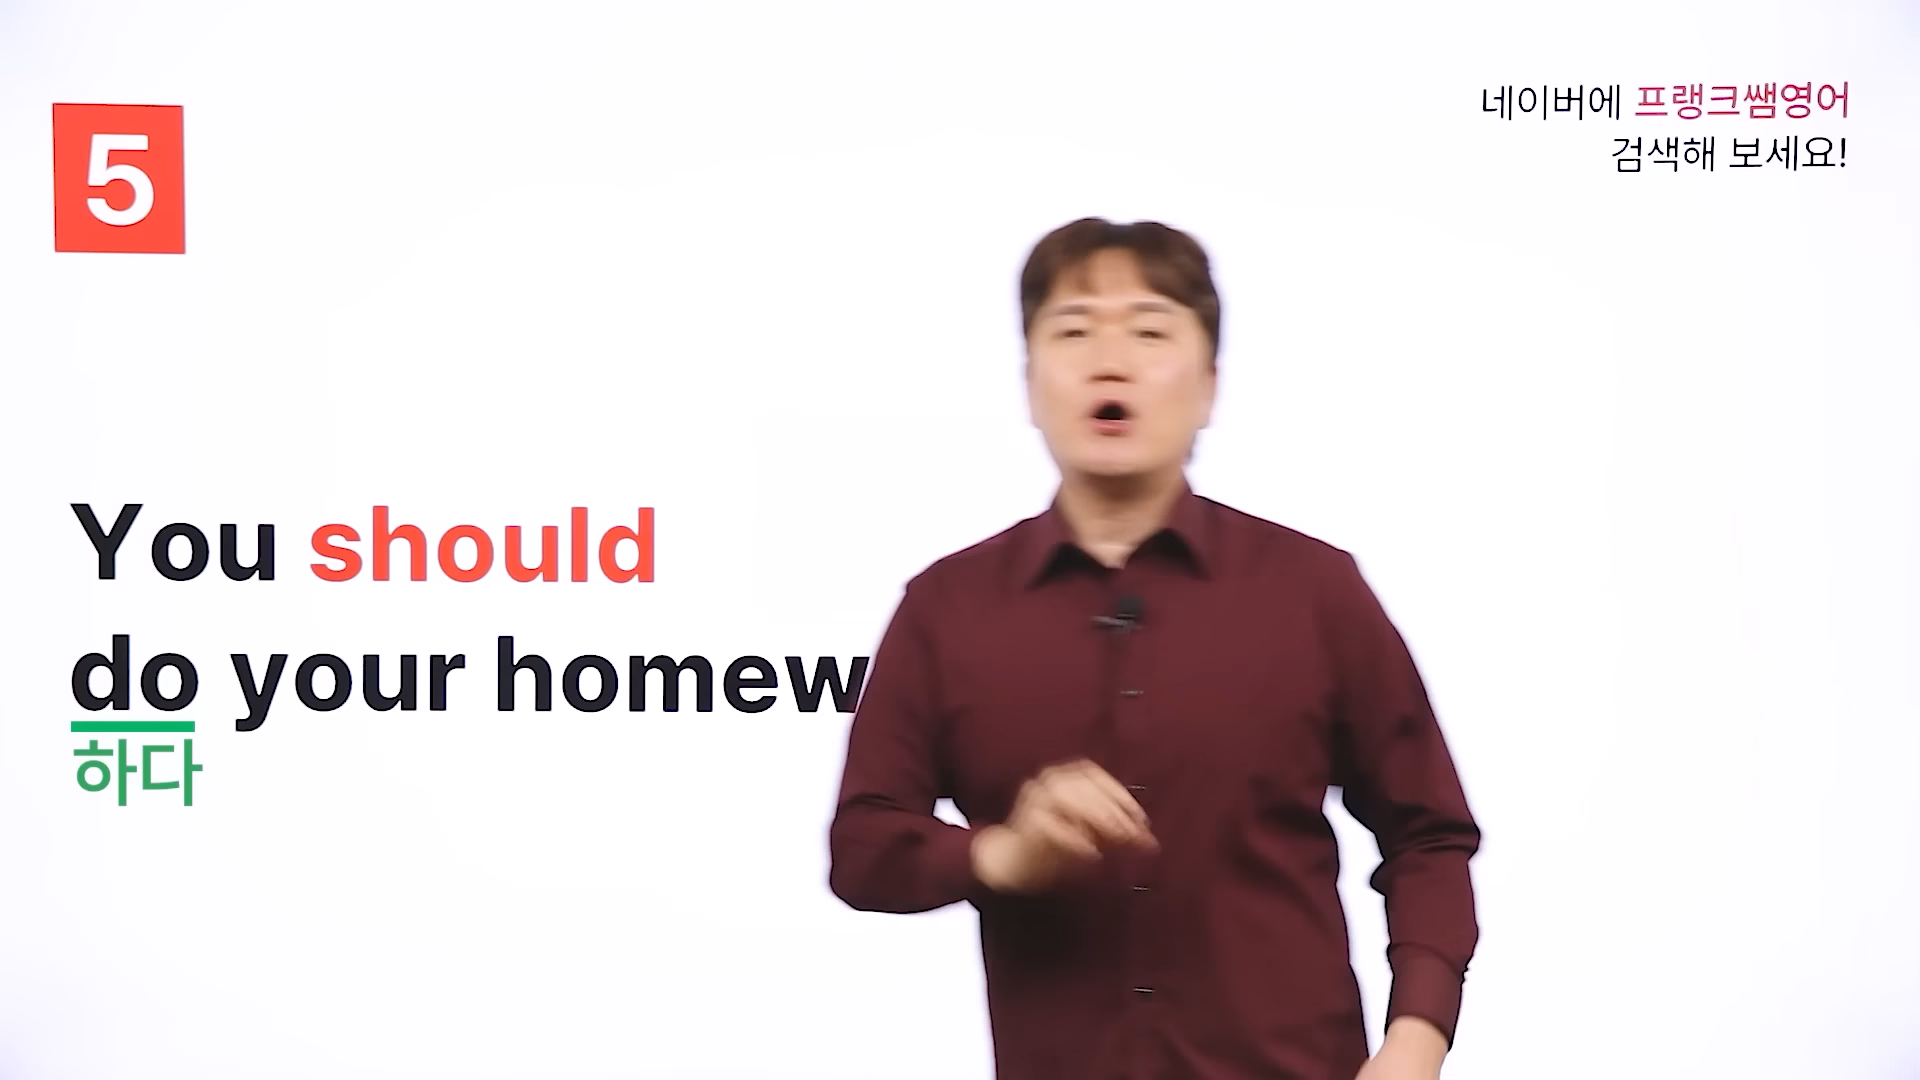 네이버에 프랭크쌤영어
검색해 보세요!
5
You should
do your homew
하다